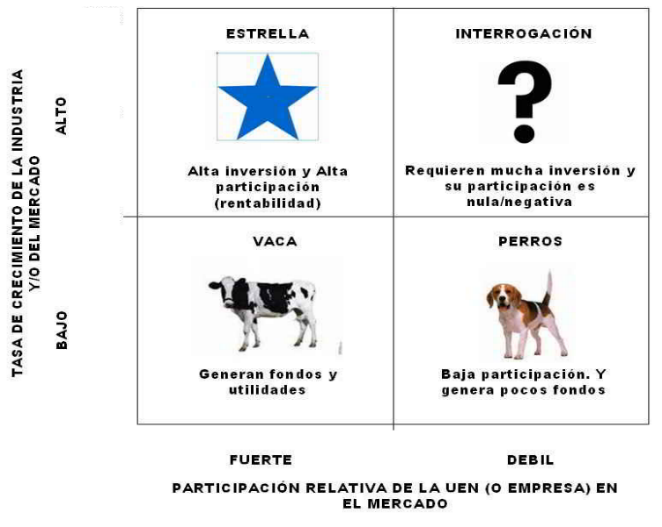 ESTRELLA
INTERROGACIÓN
?
Alta inversión y Alta
participación
(rentabilidad)
Requieren mucha inversión y
su participación es
nula/negativa
TASA DE CRECIMIENTO DE LA INDUSTRIA
Y/O DEL MERCADO
ALTO
BAJO
VACA
PERROS
Generan fondos y
utilidades
Baja participación. Y
genera pocos fondos
FUERTE
DEBIL
PARTICIPACIÓN RELATIVA DE LA UEN (O EMPRESA) EN
EL MERCADO